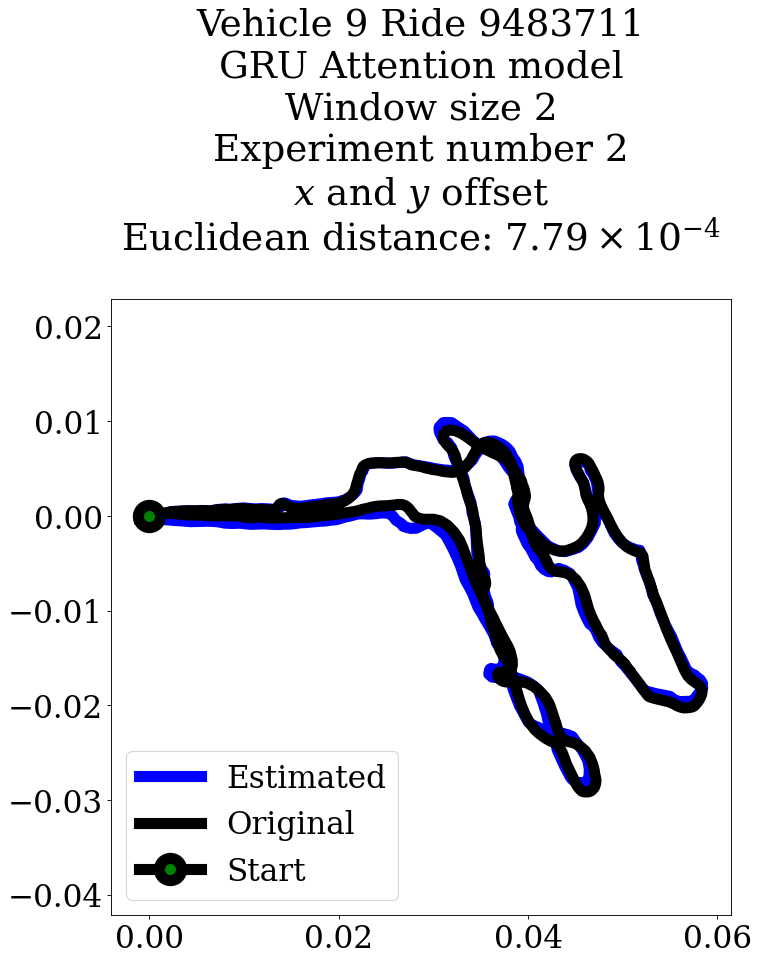 Vehicle 9 Ride 9483711
GRU Attention model
Window size 2
Experiment number 2
x and y offset
Euclidean distance: 7.79 × 10⁻⁴
0.02
0.01
0.00
−0.01
−0.02
−0.03
−0.04
Estimated
Original
Start
0.00 0.02 0.04 0.06